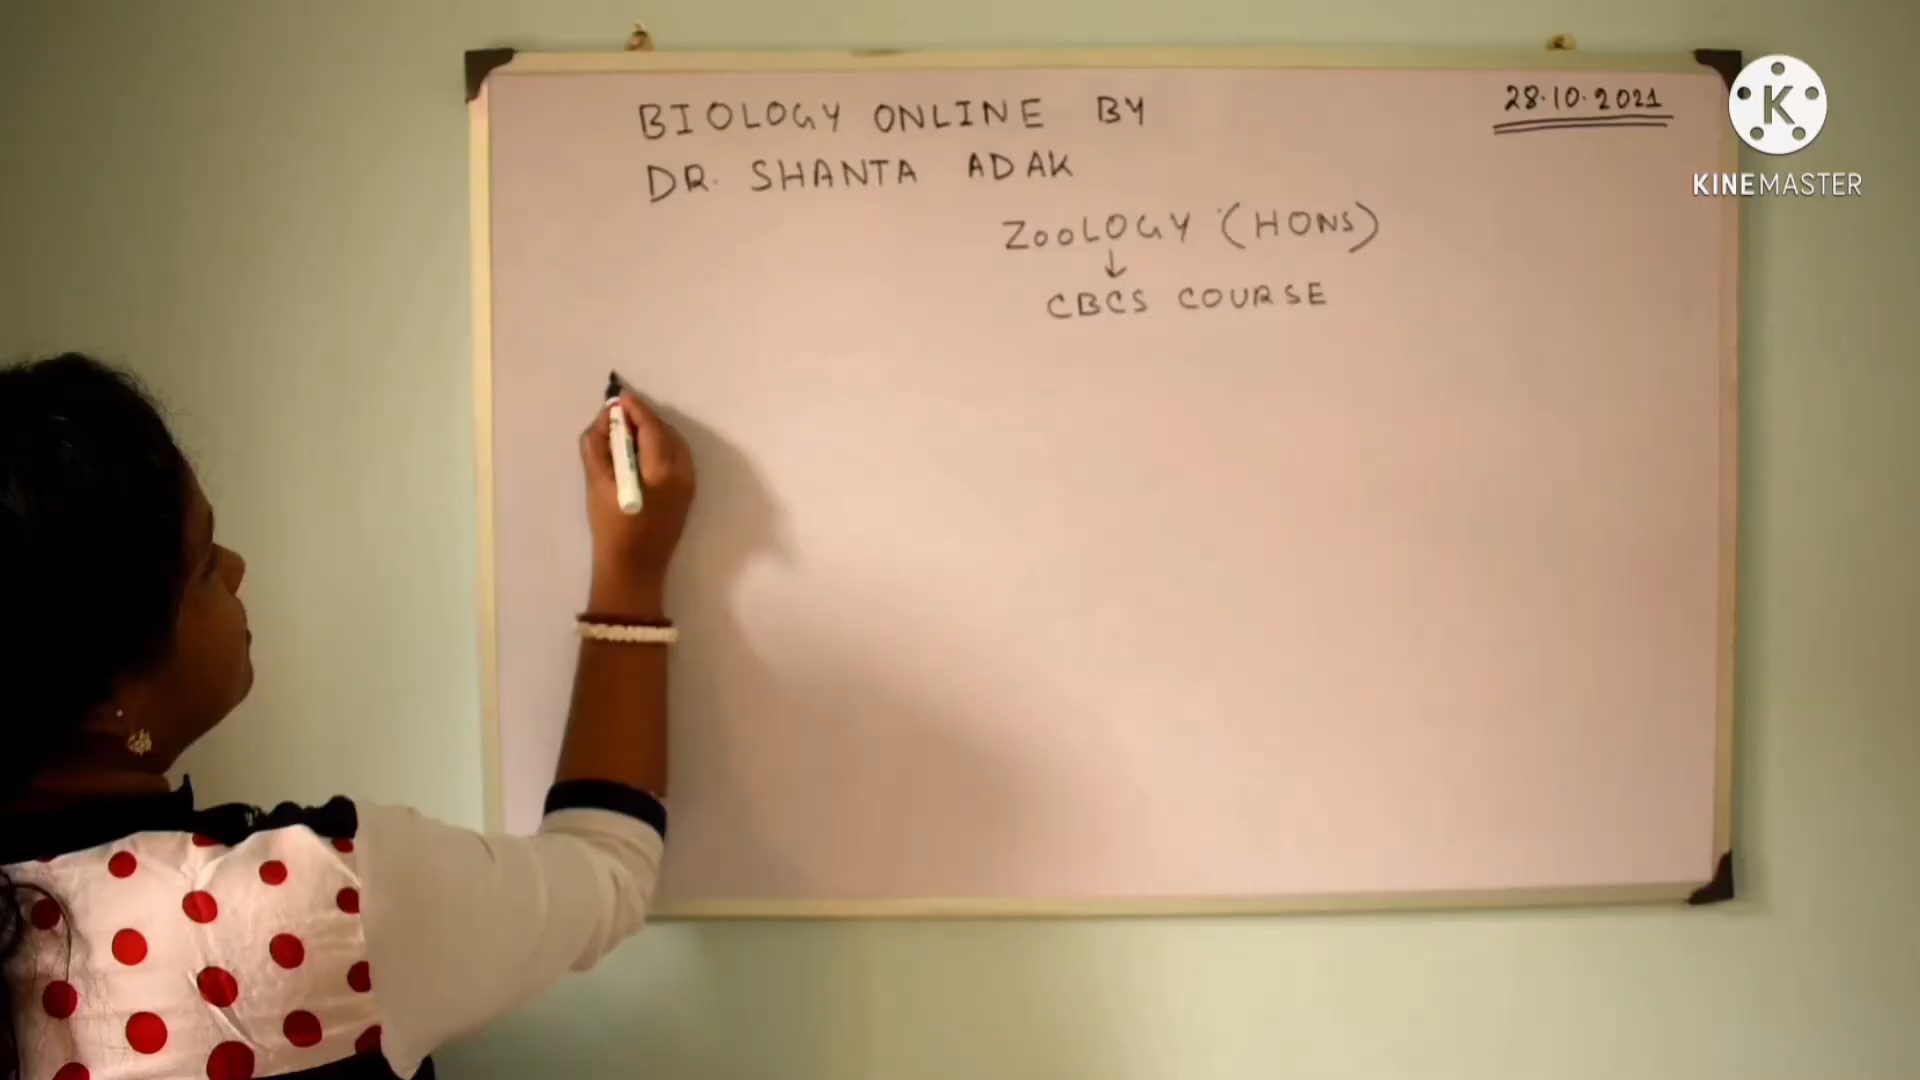 BIOLOGY ONLINE BY
28.10.2021
DR. SHANTA ADAK
ZOOLOGY (HONS)
↓
CBCS COURSE
K
KINEMASTER